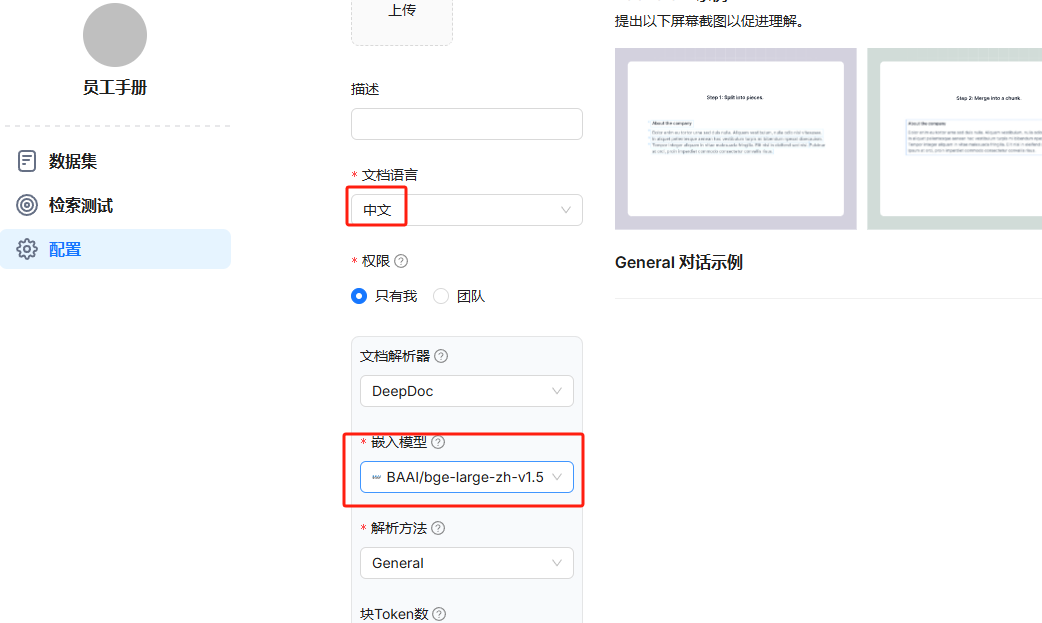 员工手册
数据集
检索测试
配置
上传
描述
* 文档语言
中文
* 权限
只有我
团队
文档解析器
DeepDoc
* 嵌入模型
BAAI/bge-large-zh-v1.5
* 解析方法
General
块Token数
提出以下屏幕截图以促进理解。
Step 1: Split into pieces.
About the company
Step 2: Merge into a chunk.
About the company
General 对话示例